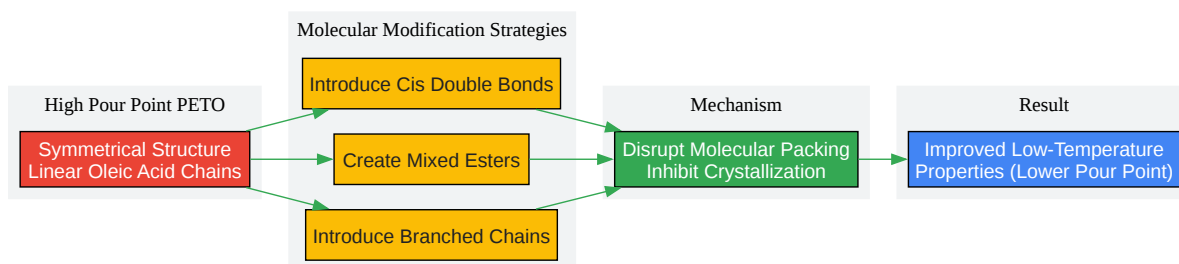 Molecular Modification Strategies
Introduce Cis Double Bonds
High Pour Point PETO
Mechanism
Result
Symmetrical Structure
Linear Oleic Acid Chains
Create Mixed Esters
Disrupt Molecular Packing
Inhibit Crystallization
Improved Low-Temperature
Properties (Lower Pour Point)
Introduce Branched Chains